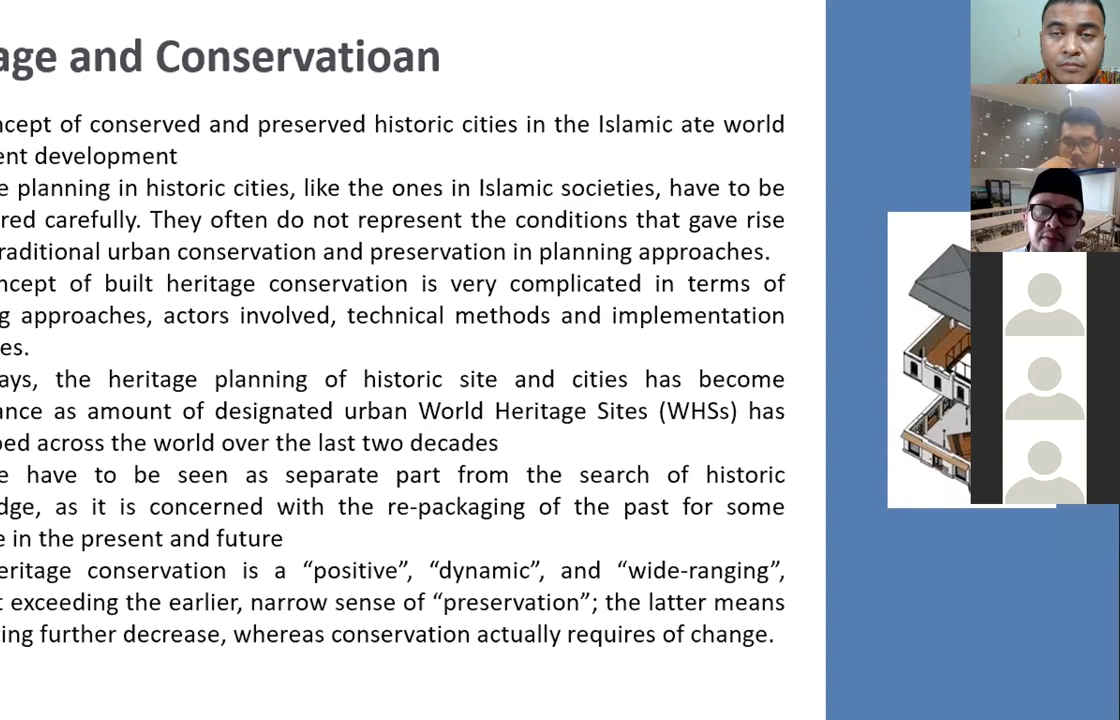 age and Conservatioan
ncept of conserved and preserved historic cities in the Islamic ate world
ent development
e planning in historic cities, like the ones in Islamic societies, have to be
red carefully. They often do not represent the conditions that gave rise
raditional urban conservation and preservation in planning approaches.
ncept of built heritage conservation is very complicated in terms of
g approaches, actors involved, technical methods and implementation
es.
ays, the heritage planning of historic site and cities has become
ance as amount of designated urban World Heritage Sites (WHSs) has
ped across the world over the last two decades
e have to be seen as separate part from the search of historic
dge, as it is concerned with the re-packaging of the past for some
e in the present and future
eritage conservation is a “positive”, “dynamic”, and “wide-ranging”,
t exceeding the earlier, narrow sense of “preservation”; the latter means
ting further decrease, whereas conservation actually requires of change.